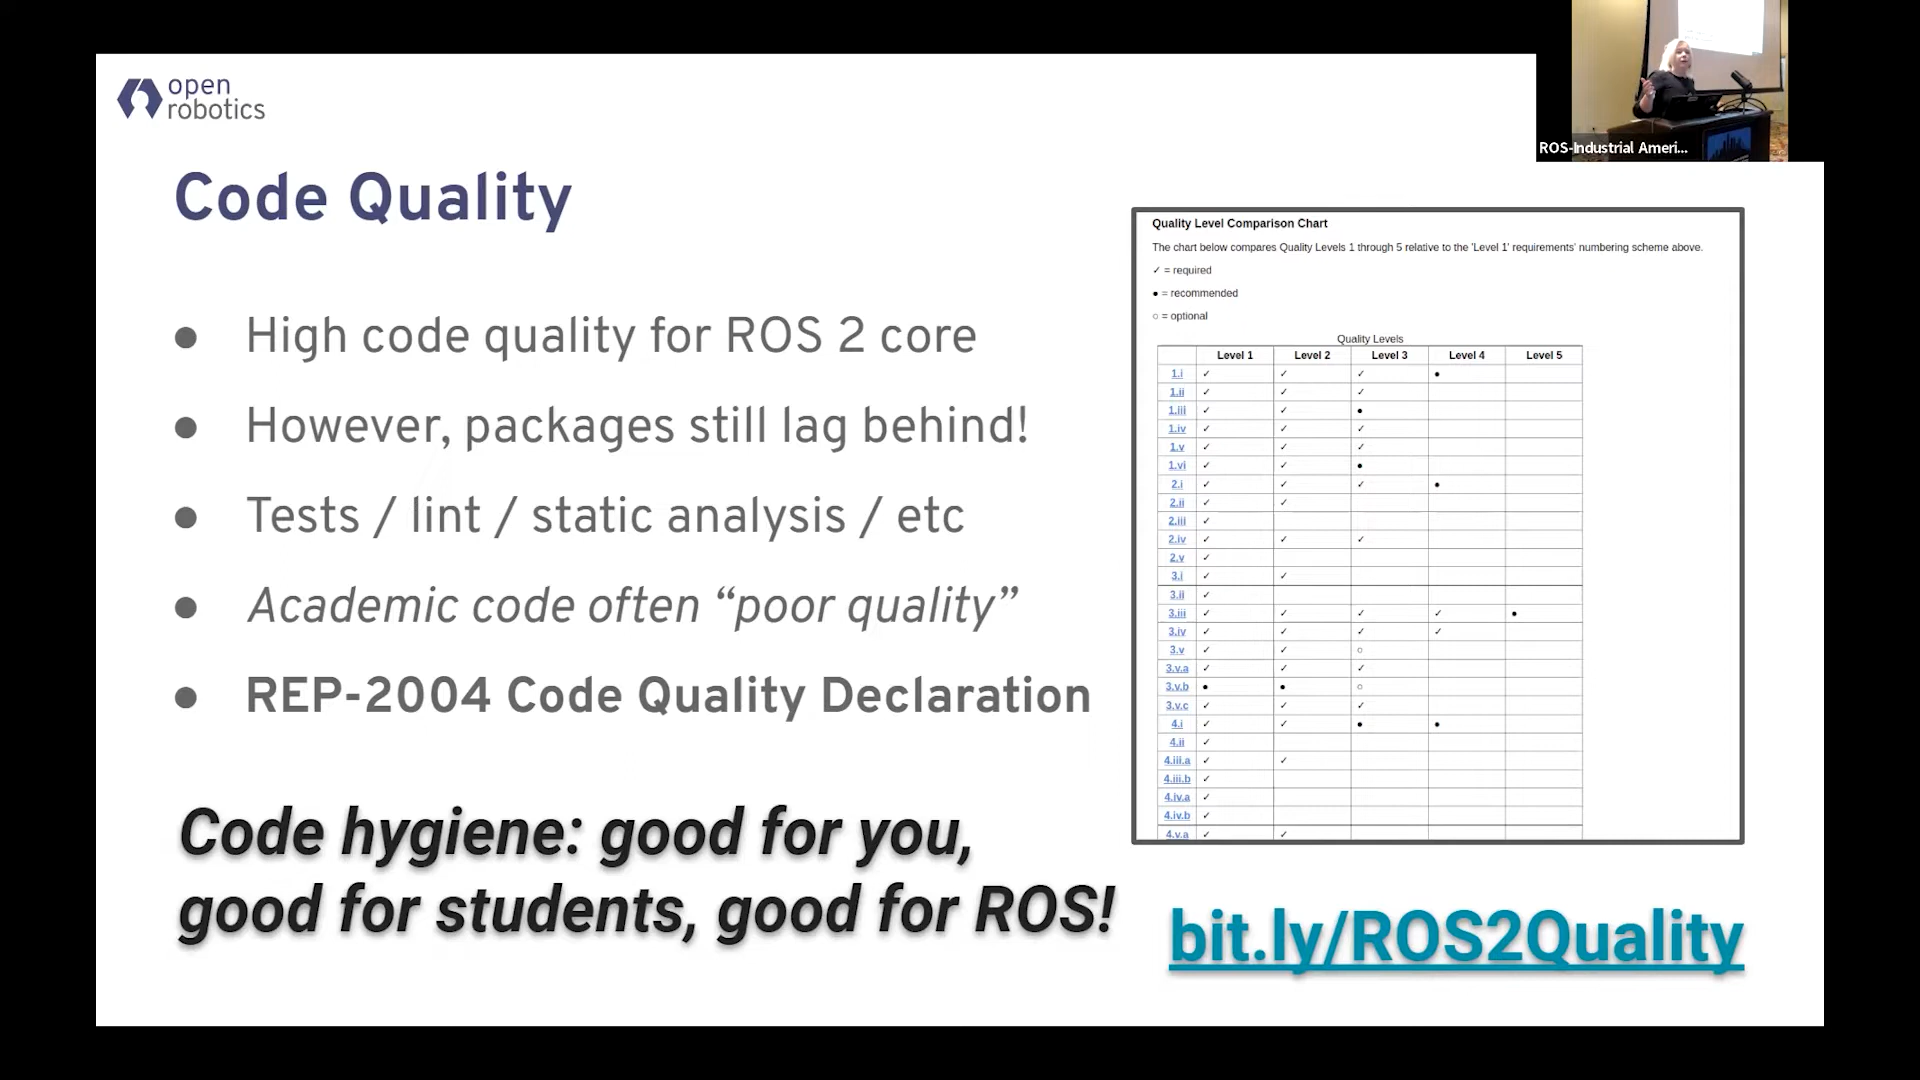 open
robotics
ROS-Industrial Ameri...
Code Quality
● High code quality for ROS 2 core
● However, packages still lag behind!
● Tests / lint / static analysis / etc
● Academic code often “poor quality”
● REP-2004 Code Quality Declaration
Code hygiene: good for you,
good for students, good for ROS!
Quality Level Comparison Chart
The chart below compares Quality Levels 1 through 5 relative to the 'Level 1' requirements' numbering scheme above.
✓ = required
● = recommended
○ = optional
Quality Levels
Level 1 Level 2 Level 3 Level 4 Level 5
1.i ✓ ✓ ✓ ●
1.ii ✓ ✓ ✓
1.iii ✓ ✓ ●
1.iv ✓ ✓ ✓
1.v ✓ ✓ ✓
1.vi ✓ ✓ ●
2.i ✓ ✓ ✓ ●
2.ii ✓ ✓
2.iii ✓
2.iv ✓ ✓ ✓
2.v ✓
3.i ✓ ✓
3.ii ✓
3.iii ✓ ✓ ✓ ✓ ●
3.iv ✓ ✓ ✓ ✓
3.v ✓ ✓ ○
3.v.a ✓ ✓ ✓
3.v.b ● ● ○
3.v.c ✓ ✓ ✓
4.i ✓ ✓ ● ●
4.ii ✓
4.iii.a ✓ ✓
4.iii.b ✓
4.iv.a ✓
4.iv.b ✓
4.v.a ✓ ✓
bit.ly/ROS2Quality